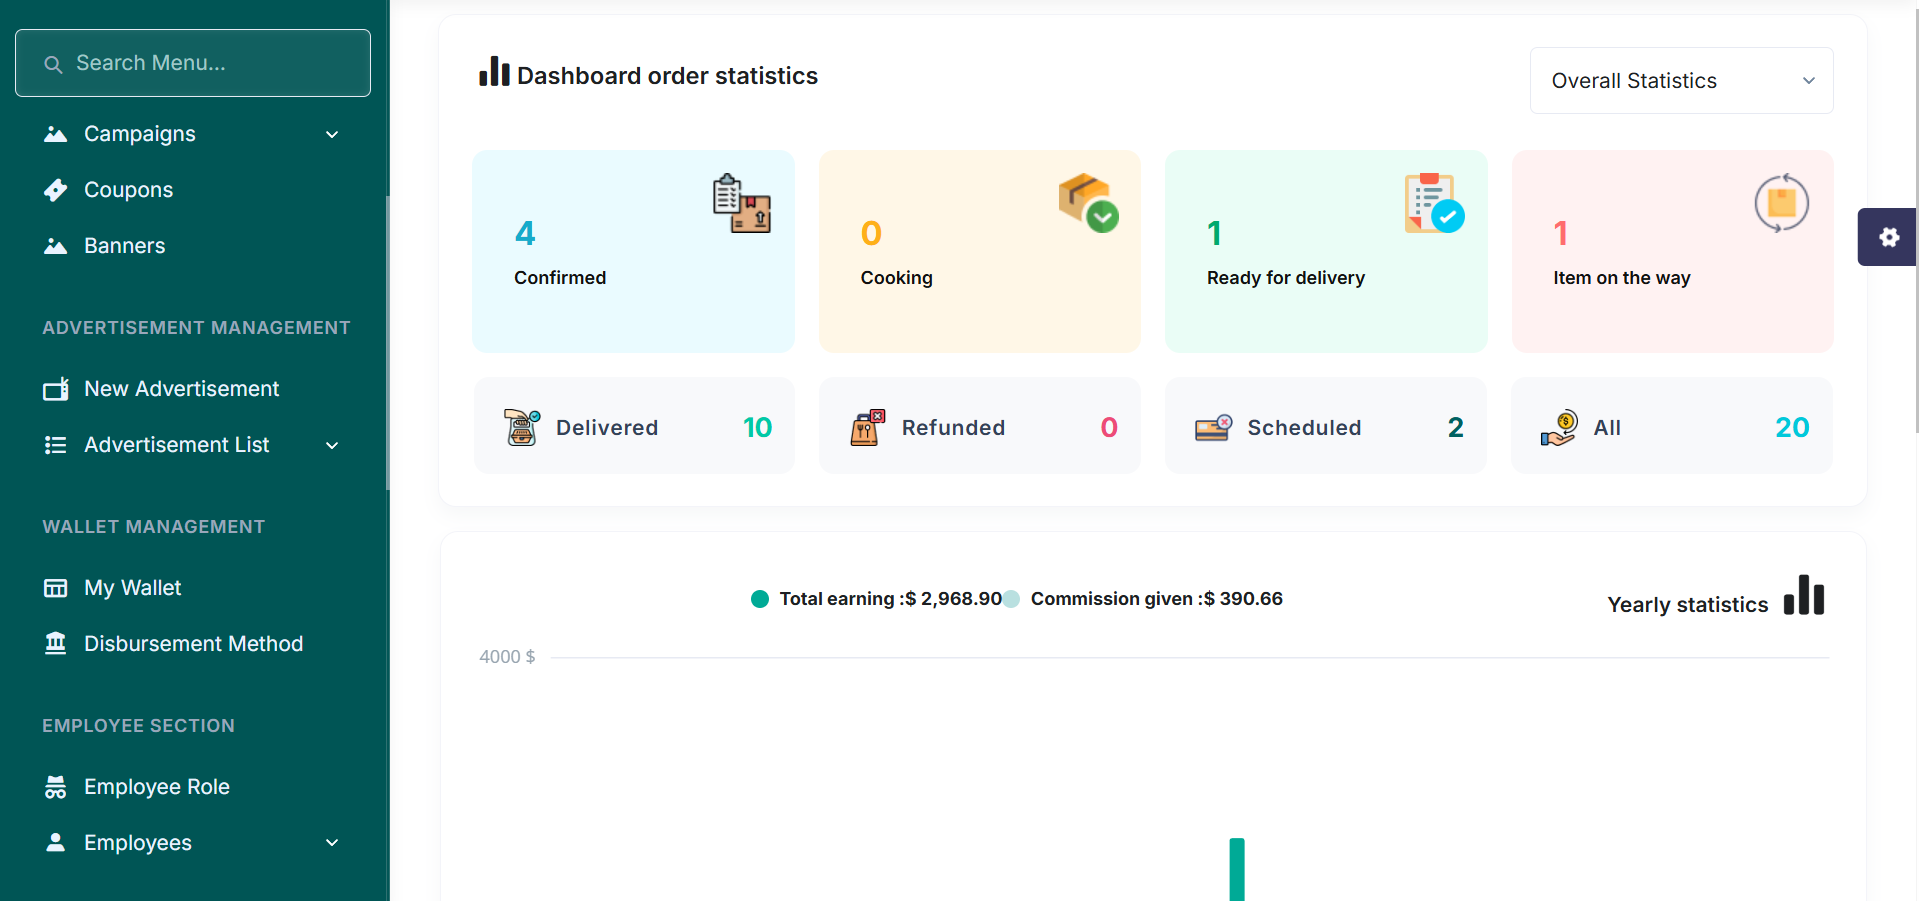 Search Menu...
Campaigns
Coupons
Banners
ADVERTISEMENT MANAGEMENT
New Advertisement
Advertisement List
WALLET MANAGEMENT
My Wallet
Disbursement Method
EMPLOYEE SECTION
Employee Role
Employees
Dashboard order statistics
Overall Statistics
4
Confirmed
0
Cooking
1
Ready for delivery
1
Item on the way
Delivered 10
Refunded 0
Scheduled 2
All 20
Total earning :$ 2,968.90 Commission given :$ 390.66
Yearly statistics
4000 $